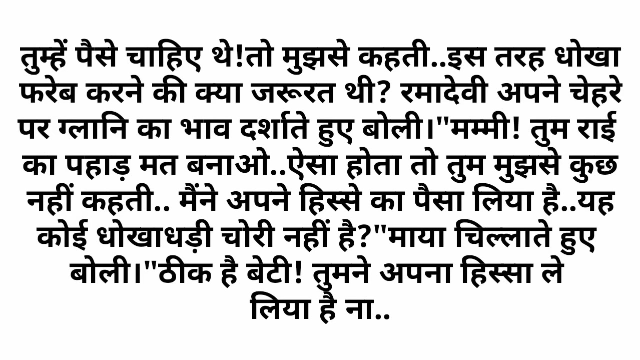 तुम्हें पैसे चाहिए थे!तो मुझसे कहती..इस तरह धोखा
फरेब करने की क्या जरूरत थी? रमादेवी अपने चेहरे
पर ग्लानि का भाव दर्शाते हुए बोली।"मम्मी! तुम राई
का पहाड़ मत बनाओ..ऐसा होता तो तुम मुझसे कुछ
नहीं कहती.. मैंने अपने हिस्से का पैसा लिया है..यह
कोई धोखाधड़ी चोरी नहीं है?"माया चिल्लाते हुए
बोली।"ठीक है बेटी! तुमने अपना हिस्सा ले
लिया है ना..